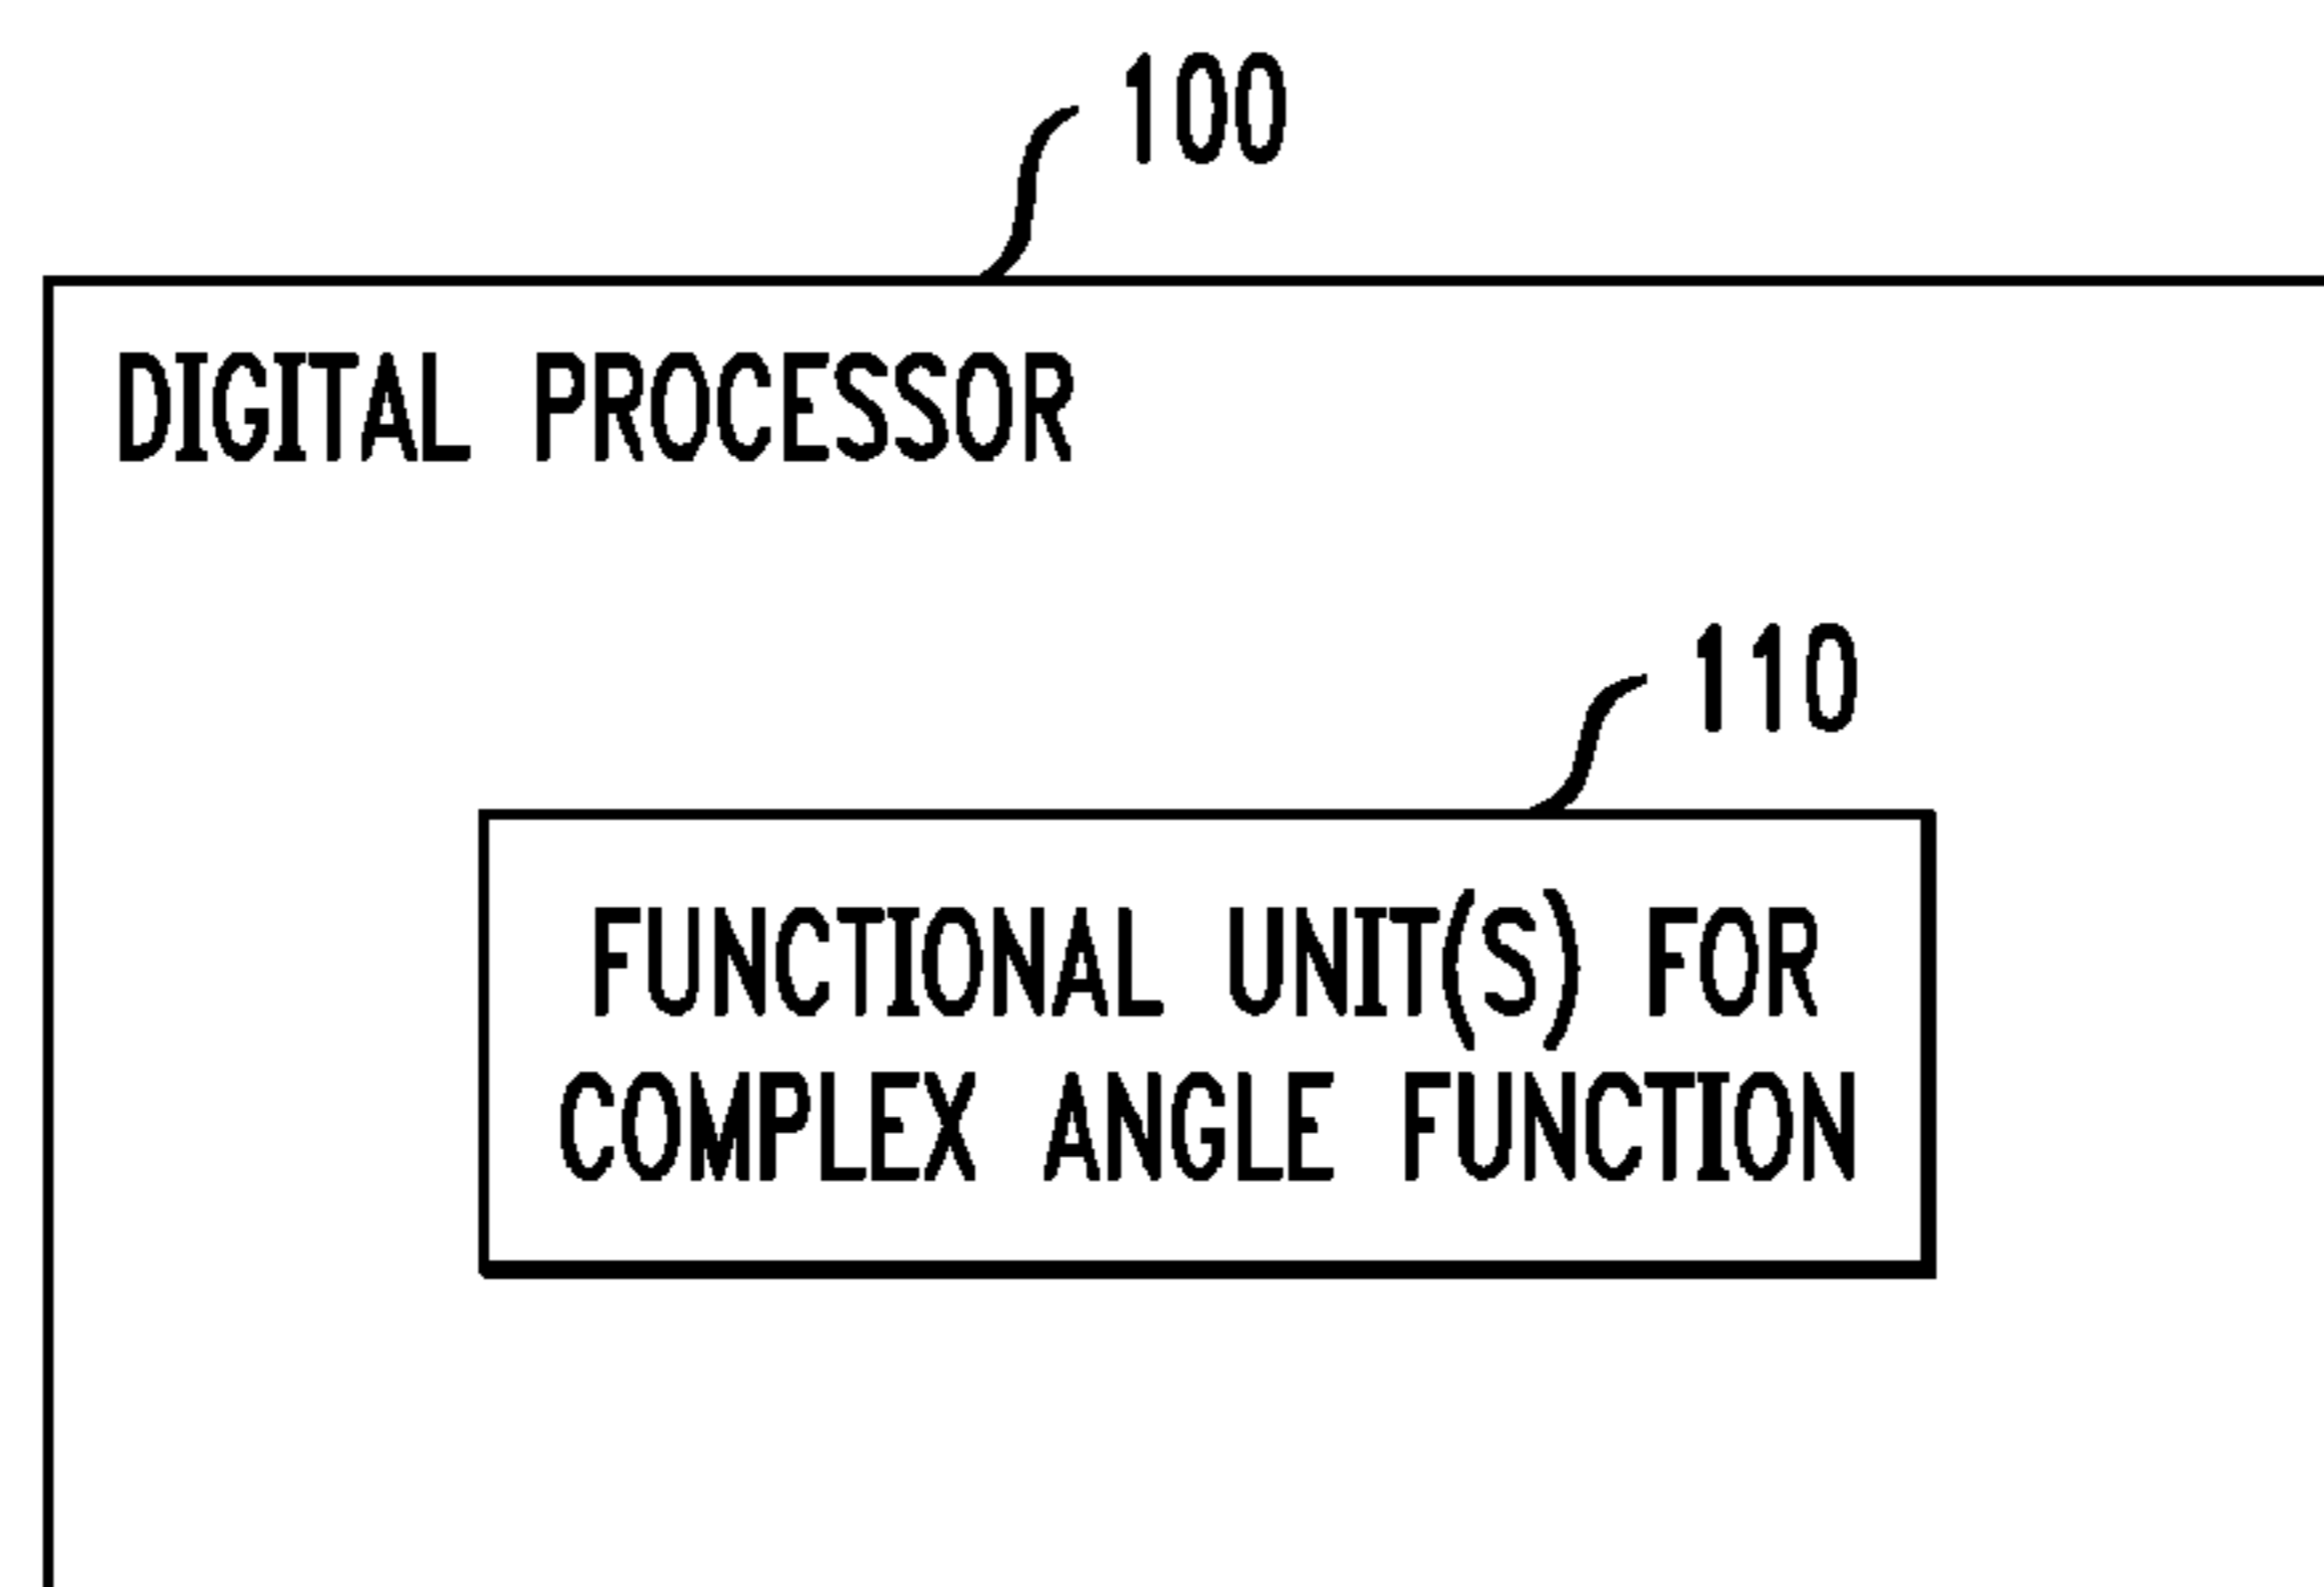 100
DIGITAL PROCESSOR
110
FUNCTIONAL UNIT(S) FOR
COMPLEX ANGLE FUNCTION